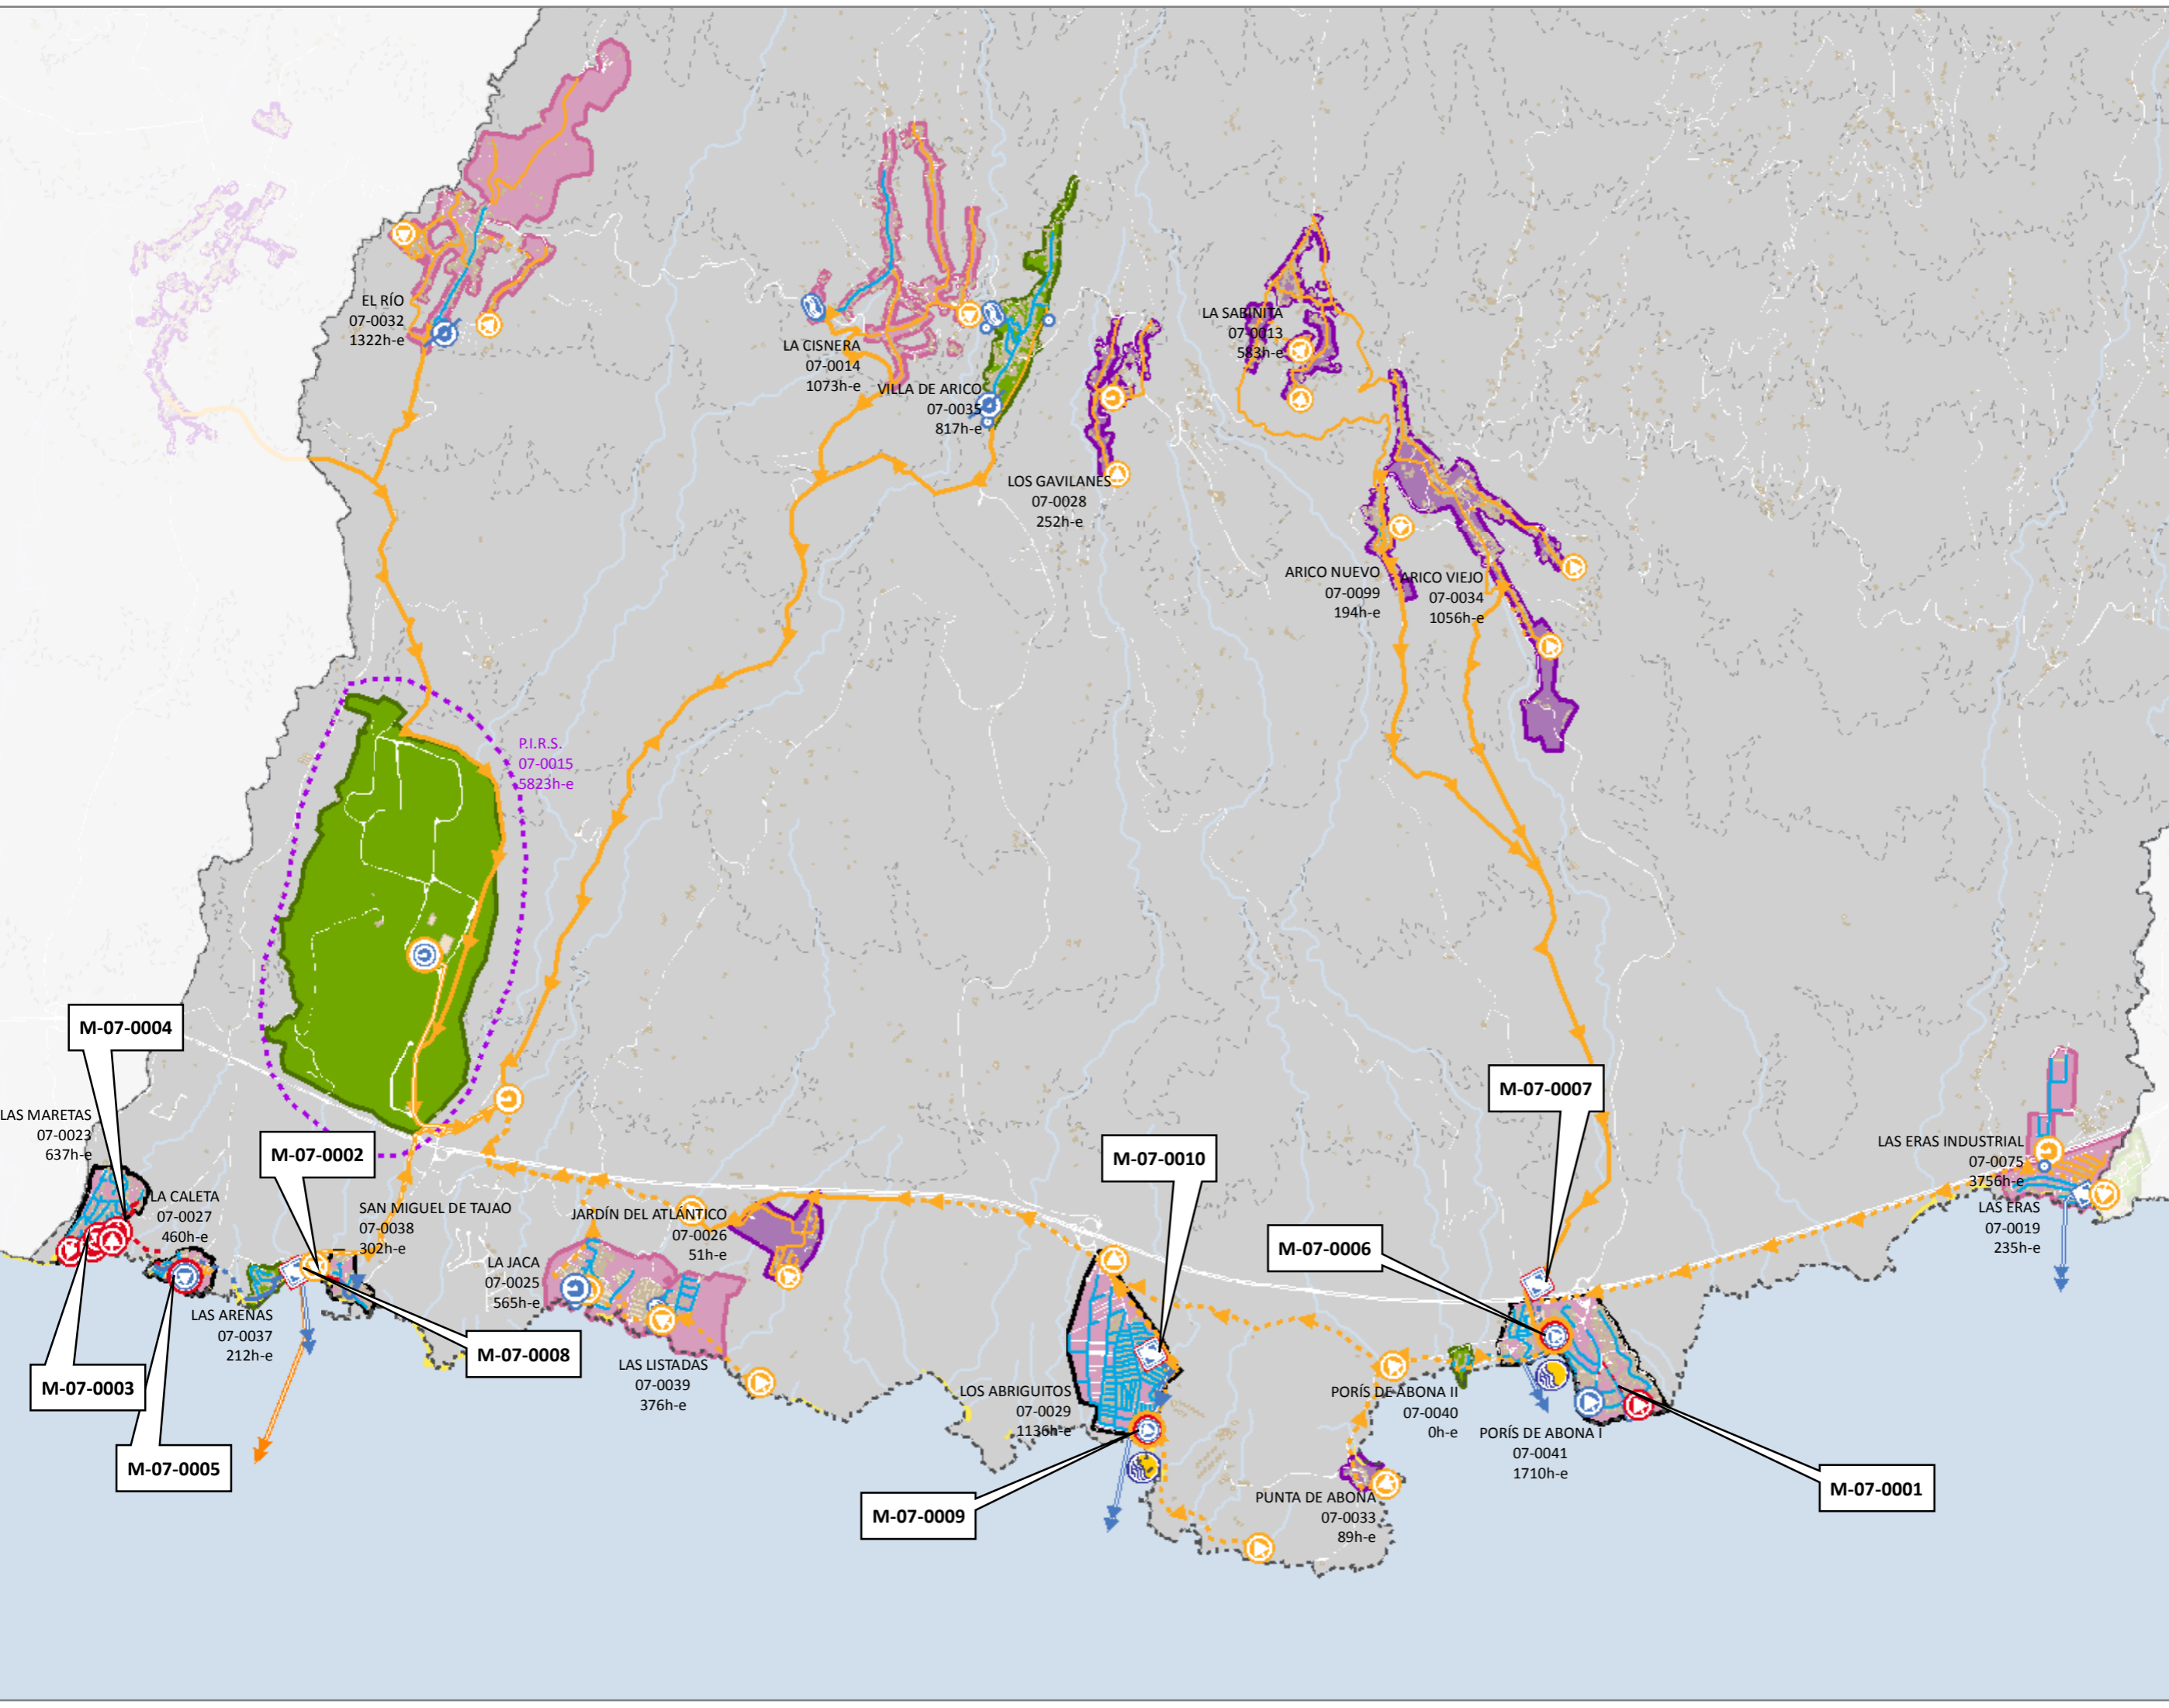 EL RÍO
07-0032
1322h-e
LA CISNERA
07-0014
1073h-e
VILLA DE ARICO
07-0035
817h-e
LOS GAVILANES
07-0028
252h-e
LA SABINITA
07-0013
583h-e
ARICO NUEVO
07-0099
194h-e
ARICO VIEJO
07-0034
1056h-e
P.I.R.S.
07-0015
5823h-e
M-07-0004
LAS MARETAS
07-0023
637h-e
M-07-0002
LA CALETA
07-0027
460h-e
SAN MIGUEL DE TAJAO
07-0038
302h-e
JARDÍN DEL ATLÁNTICO
07-0026
51h-e
LA JACA
07-0025
565h-e
LAS ARENAS
07-0037
212h-e
M-07-0003
M-07-0005
M-07-0008
LAS LISTADAS
07-0039
376h-e
M-07-0010
LOS ABRIGUITOS
07-0029
1136h-e
M-07-0009
M-07-0007
M-07-0006
PORÍS DE ABONA II
07-0040
0h-e
PORÍS DE ABONA I
07-0041
1710h-e
PUNTA DE ABONA
07-0033
89h-e
M-07-0001
LAS ERAS INDUSTRIAL
07-0075
3756h-e
LAS ERAS
07-0019
235h-e